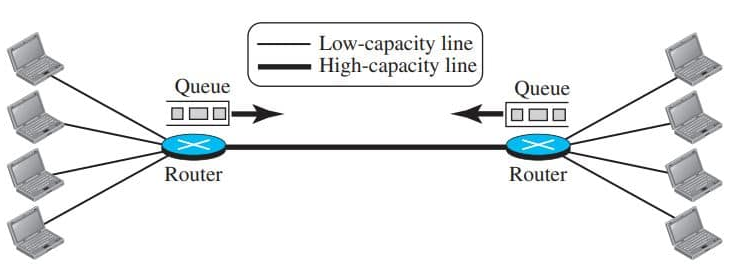 Low-capacity line
High-capacity line
Queue
Queue
Router
Router